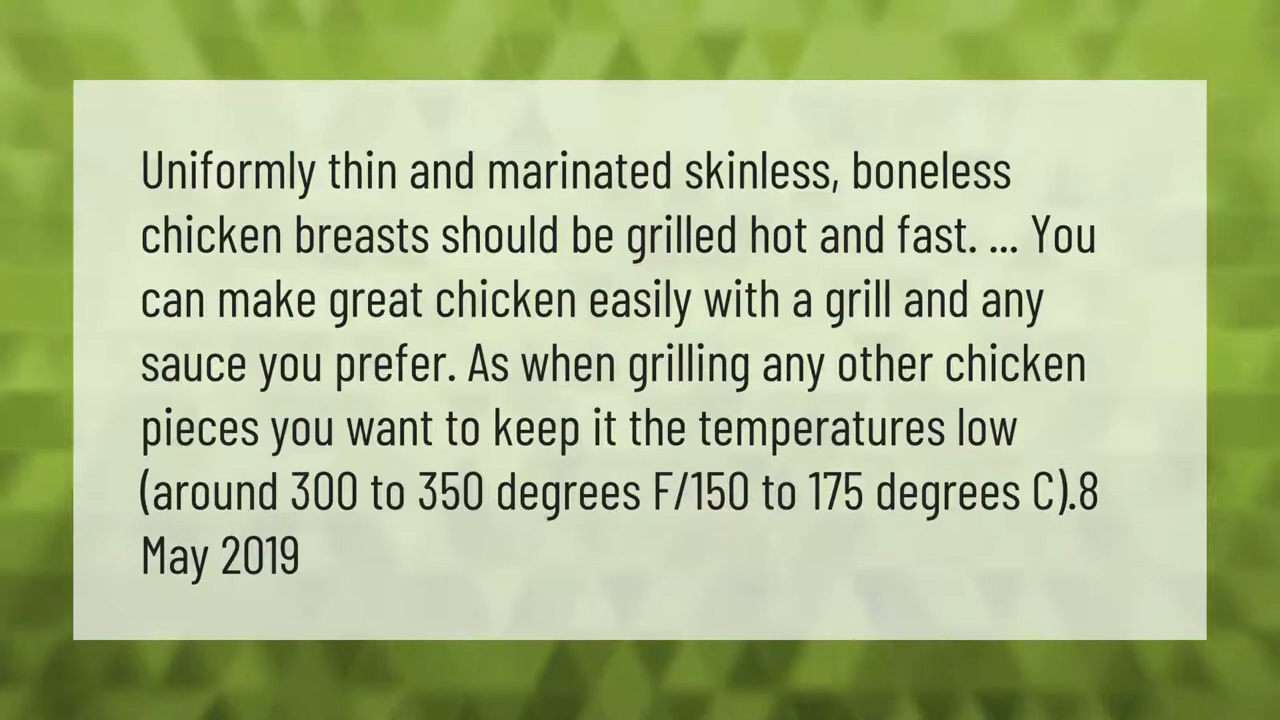 Uniformly thin and marinated skinless, boneless
chicken breasts should be grilled hot and fast. ... You
can make great chicken easily with a grill and any
sauce you prefer. As when grilling any other chicken
pieces you want to keep it the temperatures low
(around 300 to 350 degrees F/150 to 175 degrees C).8
May 2019